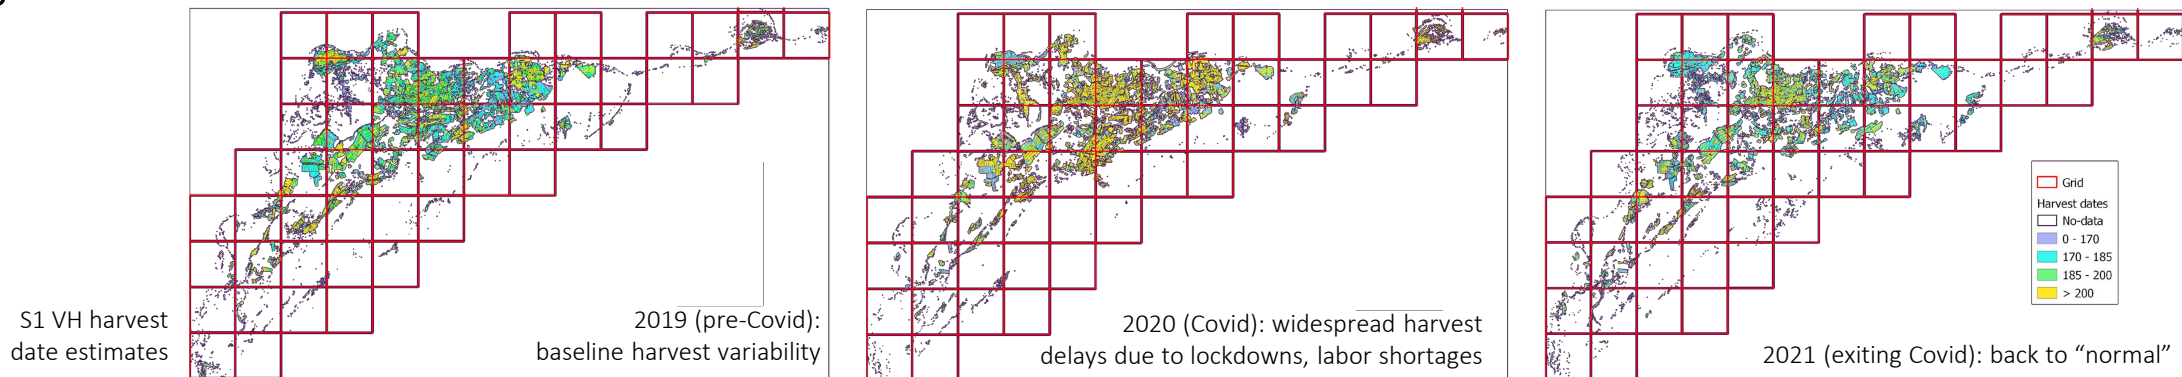 S1 VH harvest
date estimates
2019 (pre-Covid):
baseline harvest variability
2020 (Covid): widespread harvest
delays due to lockdowns, labor shortages
2021 (exiting Covid): back to “normal”
Grid
Harvest dates
No-data
0 - 170
170 - 185
185 - 200
> 200